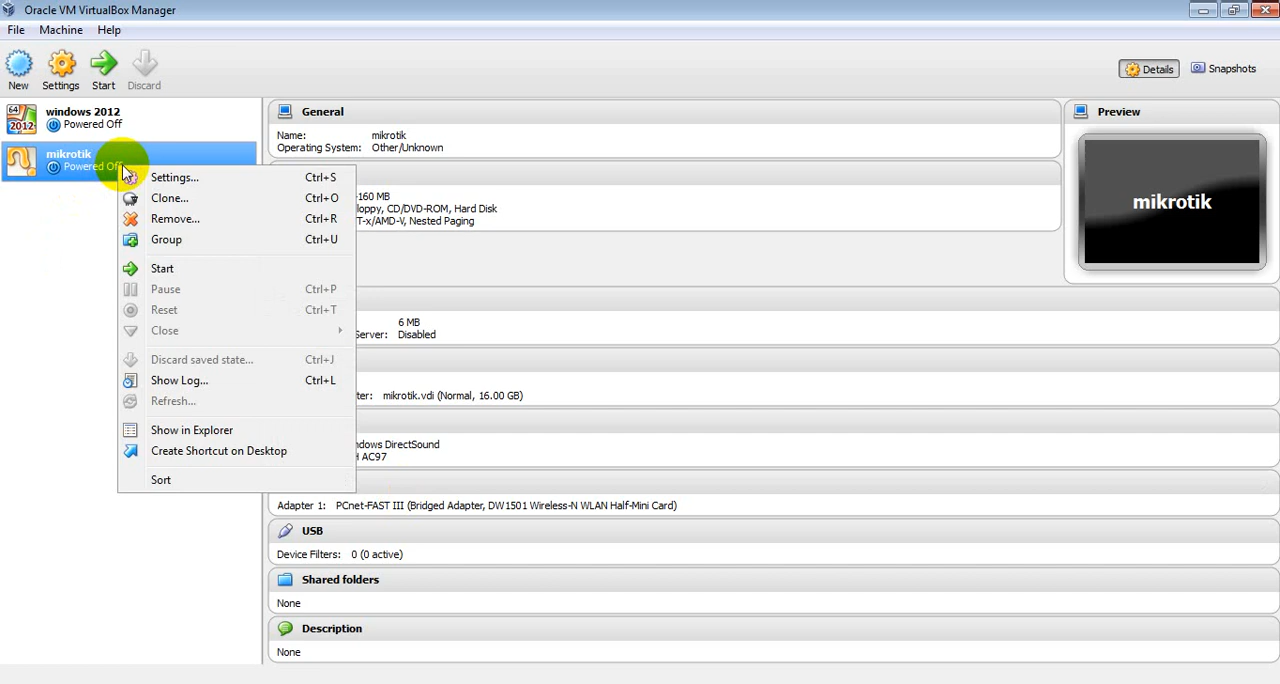 Oracle VM VirtualBox Manager
File Machine Help
New Settings Start Discard
Details Snapshots
64
2012
windows 2012
Powered Off
mikrotik
Powered Off
Settings... Ctrl+S
Clone... Ctrl+O
Remove... Ctrl+R
Group Ctrl+U
Start
Pause Ctrl+P
Reset Ctrl+T
Close
Discard saved state... Ctrl+J
Show Log... Ctrl+L
Refresh...
Show in Explorer
Create Shortcut on Desktop
Sort
General
Name: mikrotik
Operating System: Other/Unknown
160 MB
loppy, CD/DVD-ROM, Hard Disk
T-x/AMD-V, Nested Paging
6 MB
Server: Disabled
ter: mikrotik.vdi (Normal, 16.00 GB)
ndows DirectSound
H AC97
Adapter 1: PCnet-FAST III (Bridged Adapter, DW1501 Wireless-N WLAN Half-Mini Card)
USB
Device Filters: 0 (0 active)
Shared folders
None
Description
None
Preview
mikrotik